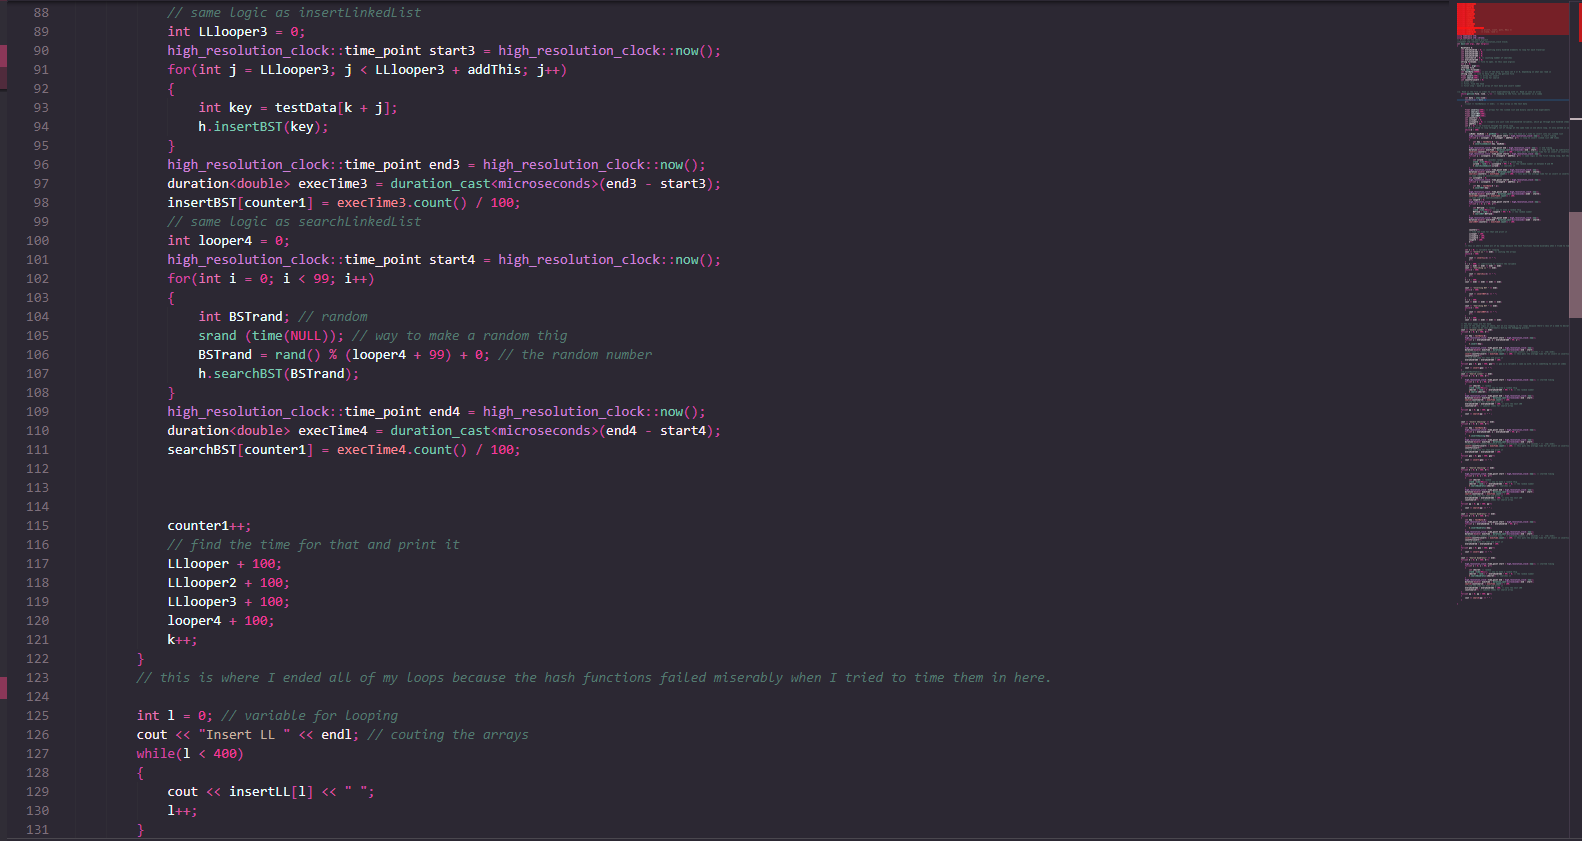 88 // same logic as insertLinkedList
89 int LLlooper3 = 0;
90 high_resolution_clock::time_point start3 = high_resolution_clock::now();
91 for(int j = LLlooper3; j < LLlooper3 + addThis; j++)
92 {
93 int key = testData[k + j];
94 h.insertBST(key);
95 }
96 high_resolution_clock::time_point end3 = high_resolution_clock::now();
97 duration<double> execTime3 = duration_cast<microseconds>(end3 - start3);
98 insertBST[counter1] = execTime3.count() / 100;
99 // same logic as searchLinkedList
100 int looper4 = 0;
101 high_resolution_clock::time_point start4 = high_resolution_clock::now();
102 for(int i = 0; i < 99; i++)
103 {
104 int BSTrand; // random
105 srand (time(NULL)); // way to make a random thig
106 BSTrand = rand() % (looper4 + 99) + 0; // the random number
107 h.searchBST(BSTrand);
108 }
109 high_resolution_clock::time_point end4 = high_resolution_clock::now();
110 duration<double> execTime4 = duration_cast<microseconds>(end4 - start4);
111 searchBST[counter1] = execTime4.count() / 100;
112
113
114
115 counter1++;
116 // find the time for that and print it
117 LLlooper + 100;
118 LLlooper2 + 100;
119 LLlooper3 + 100;
120 looper4 + 100;
121 k++;
122 }
123 // this is where I ended all of my loops because the hash functions failed miserably when I tried to time them in here.
124
125 int l = 0; // variable for looping
126 cout << "Insert LL " << endl; // couting the arrays
127 while(l < 400)
128 {
129 cout << insertLL[l] << " ";
130 l++;
131 }